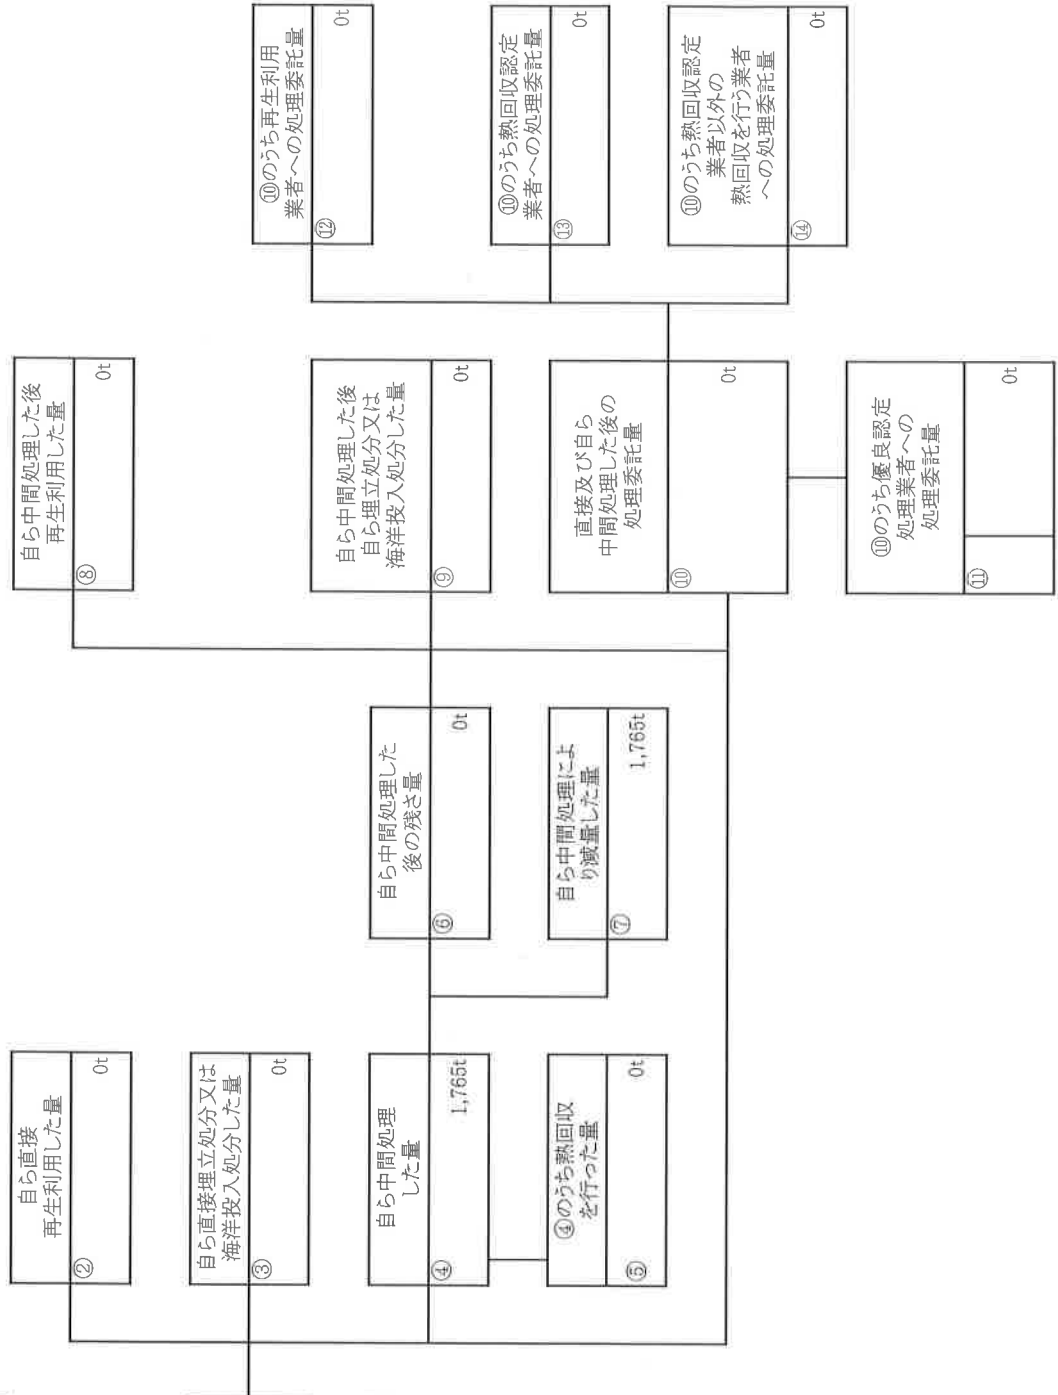 自ら直接
再生利用した量
②
0t
自ら直接埋立処分又は
海洋投入処分した量
③
0t
自ら中間処理
した量
④
1,765t
④のうち熱回収
を行った量
⑤
0t
自ら中間処理した
後の残さ量
⑥
0t
自ら中間処理によ
り減量した量
⑦
1,765t
自ら中間処理した後
再生利用した量
⑧
0t
自ら中間処理した後
自ら埋立処分又は
海洋投入処分した量
⑨
0t
直接及び自ら
中間処理した後の
処理委託量
⑩
0t
⑩のうち優良認定
処理業者への
処理委託量
⑪
0t
⑩のうち再生利用
業者への処理委託量
⑫
0t
⑩のうち熱回収認定
業者への処理委託量
⑬
0t
⑩のうち熱回収認定
業者以外の
熱回収を行う業者
への処理委託量
⑭
0t